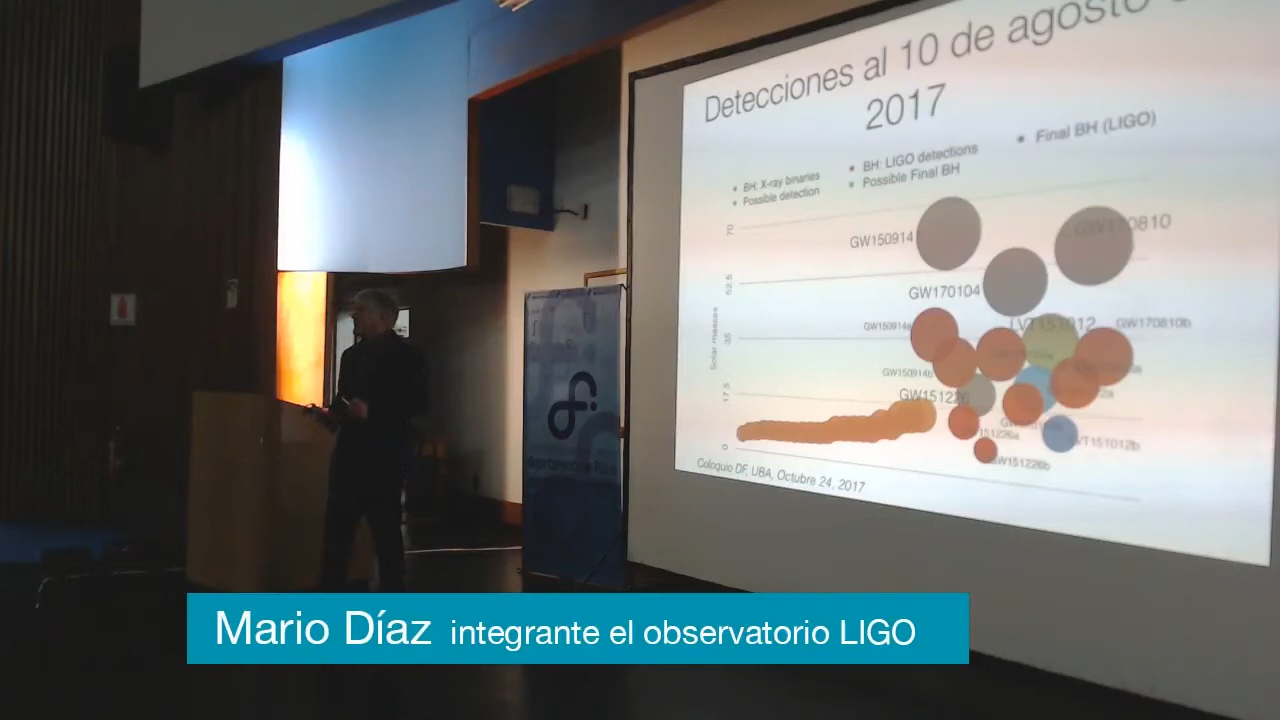 Detecciones al 10 de agosto
2017
BH: X-ray binaries
Possible detection
BH: LIGO detections
Possible Final BH
Final BH (LIGO)
70
52.5
35
17.5
0
Solar masses
GW150914
GW170810
GW170104
GW150914a
LVT151012
GW170810b
GW150914b
GW151226
151226a
LVT151012b
GW151226b
Coloquio DF, UBA, Octubre 24, 2017
df
Mario Díaz integrante el observatorio LIGO